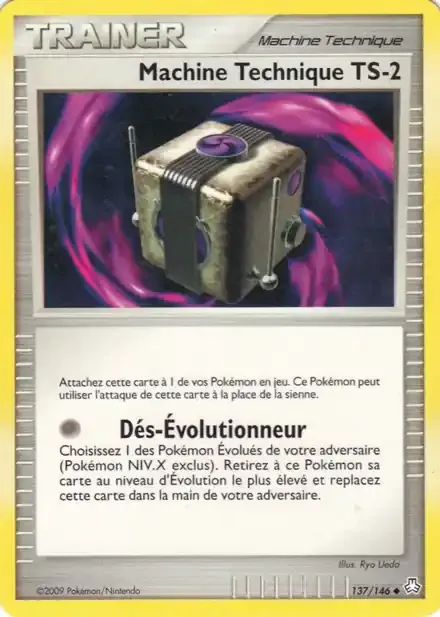 TRAINER
Machine Technique
Machine Technique TS-2
Attachez cette carte à 1 de vos Pokémon en jeu. Ce Pokémon peut
utiliser l'attaque de cette carte à la place de la sienne.
Dés-Évolutionneur
Choisissez 1 des Pokémon Évolués de votre adversaire
(Pokémon NIV.X exclus). Retirez à ce Pokémon sa
carte au niveau d'Évolution le plus élevé et replacez
cette carte dans la main de votre adversaire.
Illus. Ryo Ueda
©2009 Pokémon/Nintendo
137/146